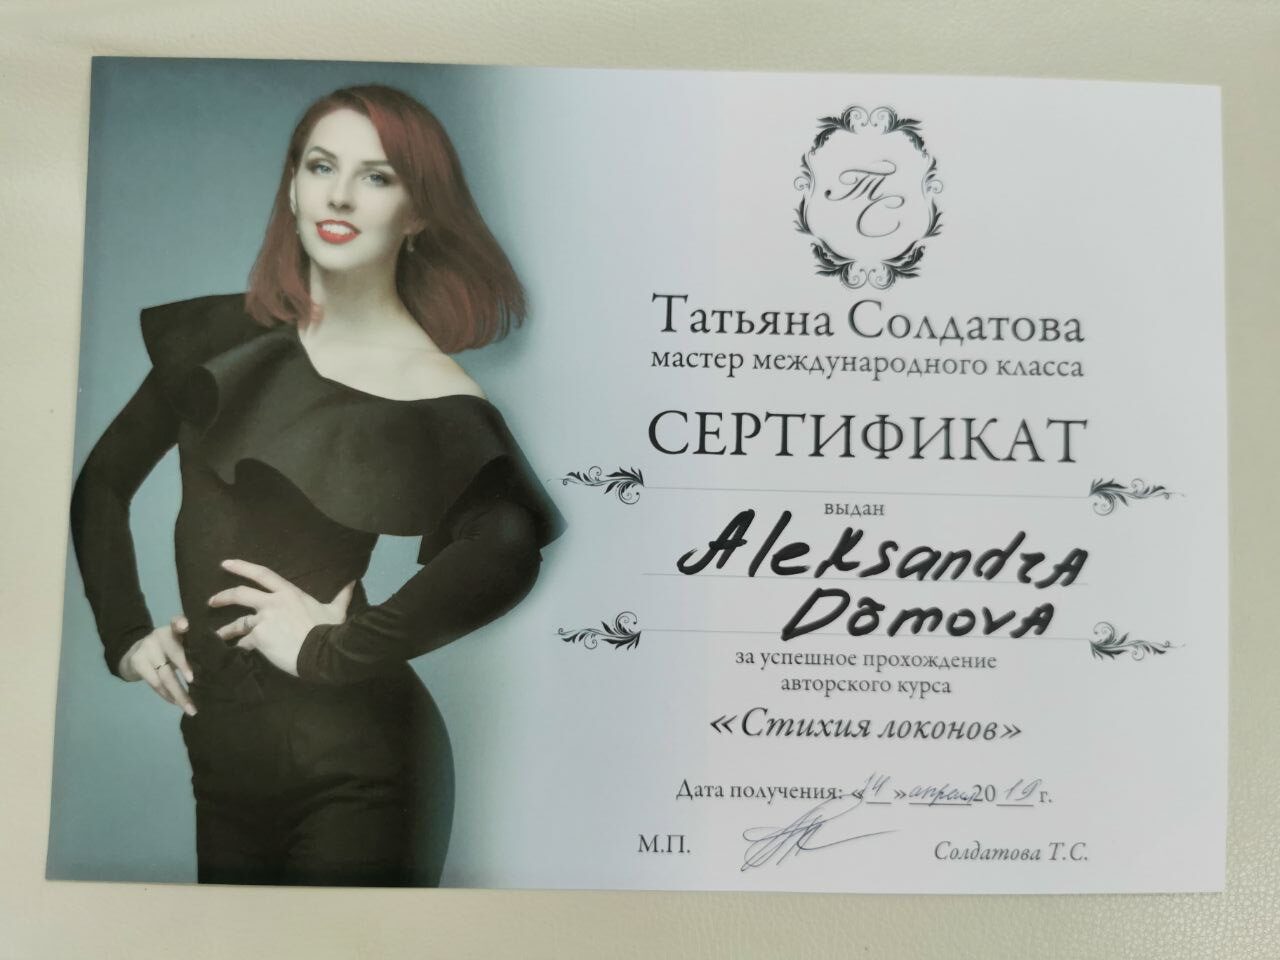 ТС
Татьяна Солдатова
мастер международного класса
СЕРТИФИКАТ
выдан
Aleksandra
Domova
за успешное прохождение
авторского курса
«Стихия локонов»
Дата получения: «14» апреля 2019 г.
М.П.
Солдатова Т.С.